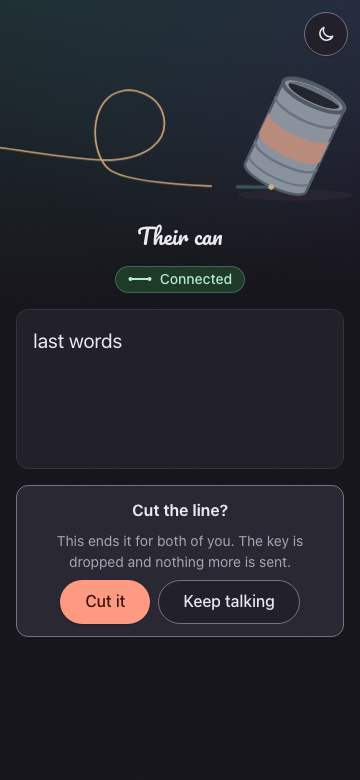 Their can
Connected
last words
Cut the line?
This ends it for both of you. The key is
dropped and nothing more is sent.
Cut it
Keep talking